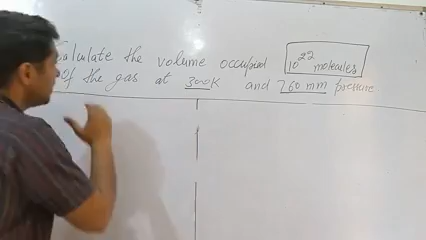 Calculate the volume occupied 10²² molecules
Of the gas at 300K and 760 mm pressure